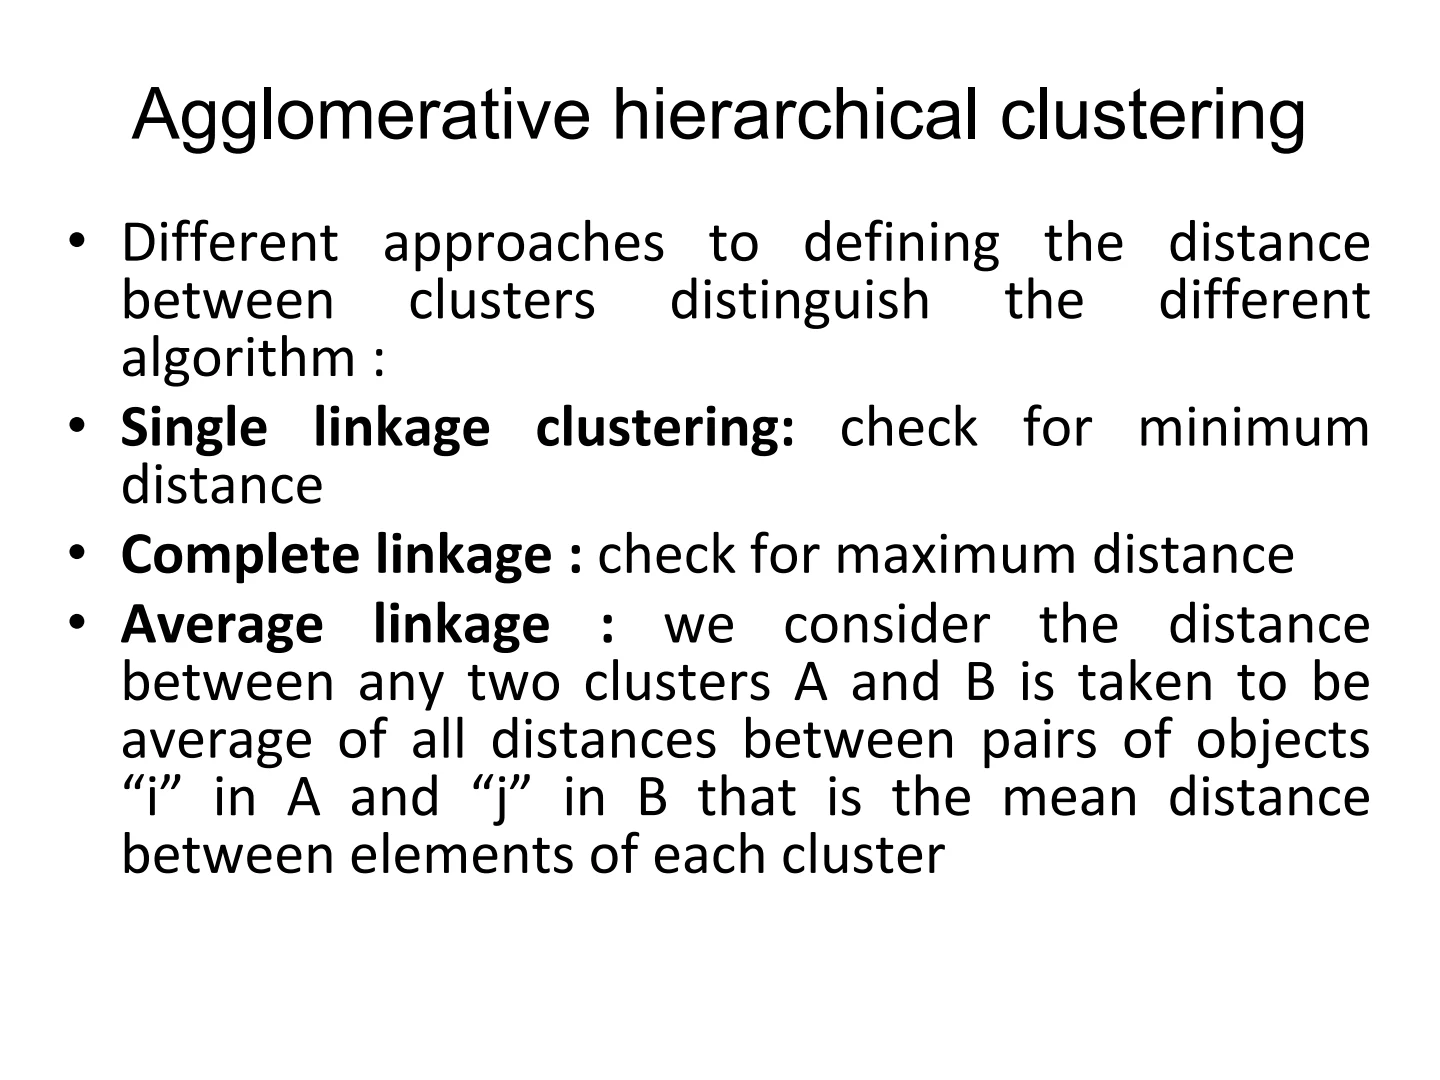 Agglomerative hierarchical clustering
• Different approaches to defining the distance
between clusters distinguish the different
algorithm :
• Single linkage clustering: check for minimum
distance
• Complete linkage : check for maximum distance
• Average linkage : we consider the distance
between any two clusters A and B is taken to be
average of all distances between pairs of objects
“i” in A and “j” in B that is the mean distance
between elements of each cluster